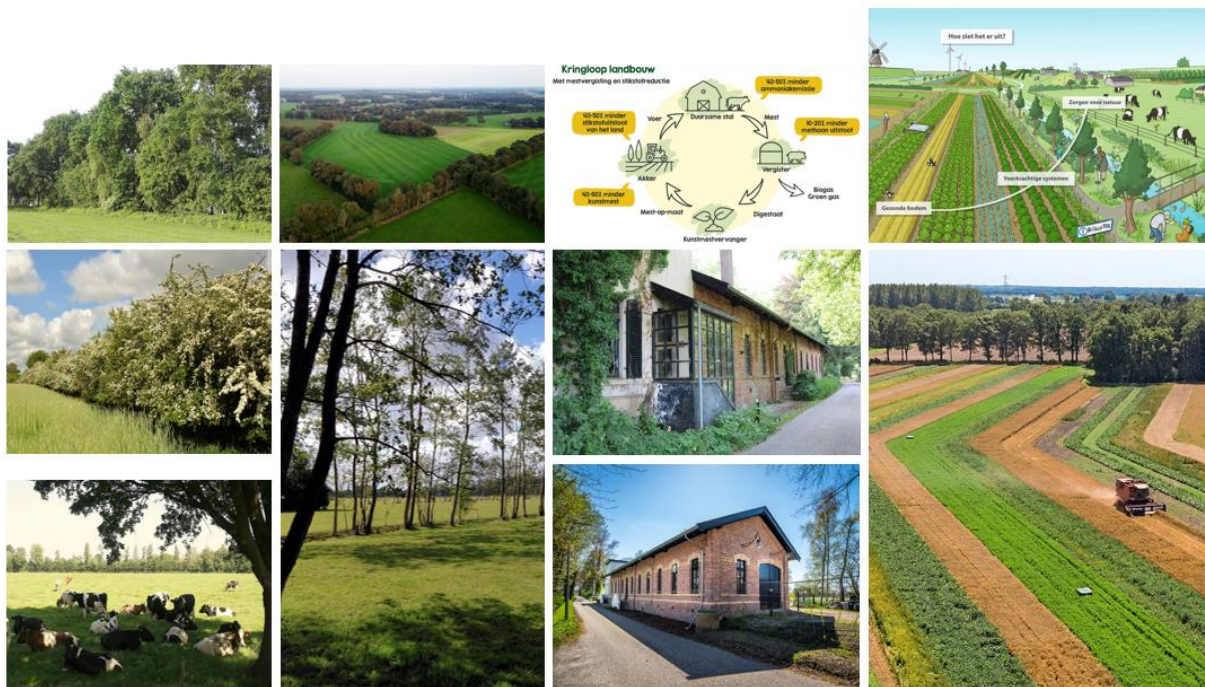 Kringloop landbouw
Met mestvergisting en stikstofreductie
40-50% minder
ammoniakemissie
40-50% minder
stikstofuitstoot
van het land
Voer
Duurzame stal
Mest
10-20% minder
methaan uitstoot
Akker
Vergister
40-50% minder
kunstmest
Mest-op-maat
Digestaat
Biogas
Groen gas
Kunstmestvervanger
Hoe ziet het er uit?
Zorgen voor natuur
Veerkrachtige systemen
Gezonde bodem